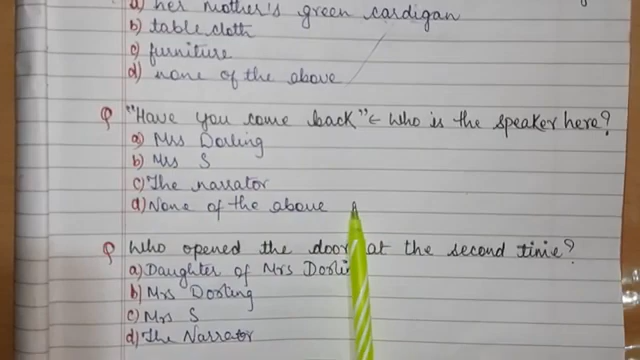 a) her mother's green cardigan
b) table cloth
c) furniture
d) none of the above
Q "Have you come back" ← Who is the speaker here?
a) Mrs Dorling
b) Mrs S
c) The narrator
d) None of the above
Q Who opened the door at the second time?
a) Daughter of Mrs Dorlin
b) Mrs Dorling
c) Mrs S
d) The Narrator